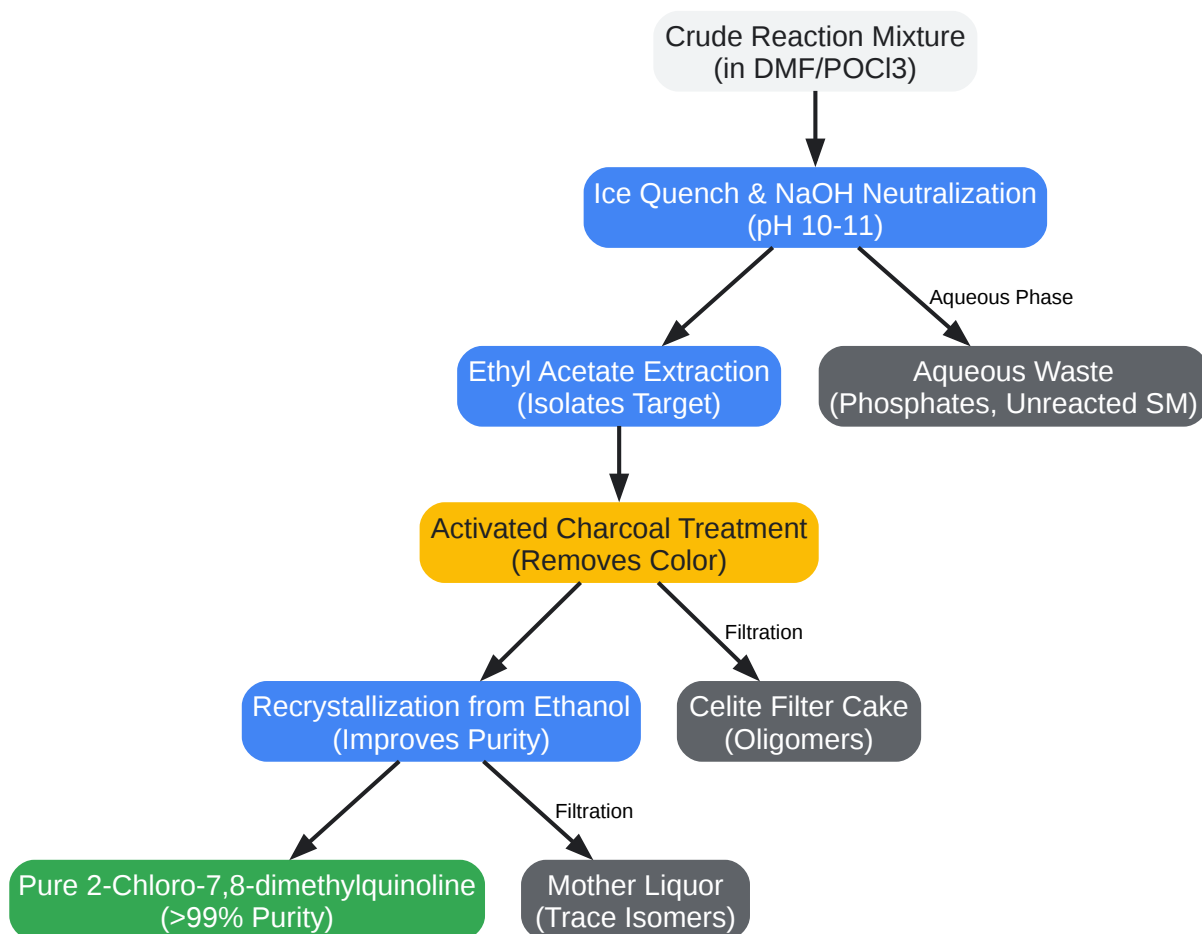 Crude Reaction Mixture
(in DMF/POCl3)
Ice Quench & NaOH Neutralization
(pH 10-11)
Aqueous Phase
Ethyl Acetate Extraction
(Isolates Target)
Aqueous Waste
(Phosphates, Unreacted SM)
Activated Charcoal Treatment
(Removes Color)
Filtration
Recrystallization from Ethanol
(Improves Purity)
Celite Filter Cake
(Oligomers)
Filtration
Pure 2-Chloro-7,8-dimethylquinoline
(>99% Purity)
Mother Liquor
(Trace Isomers)